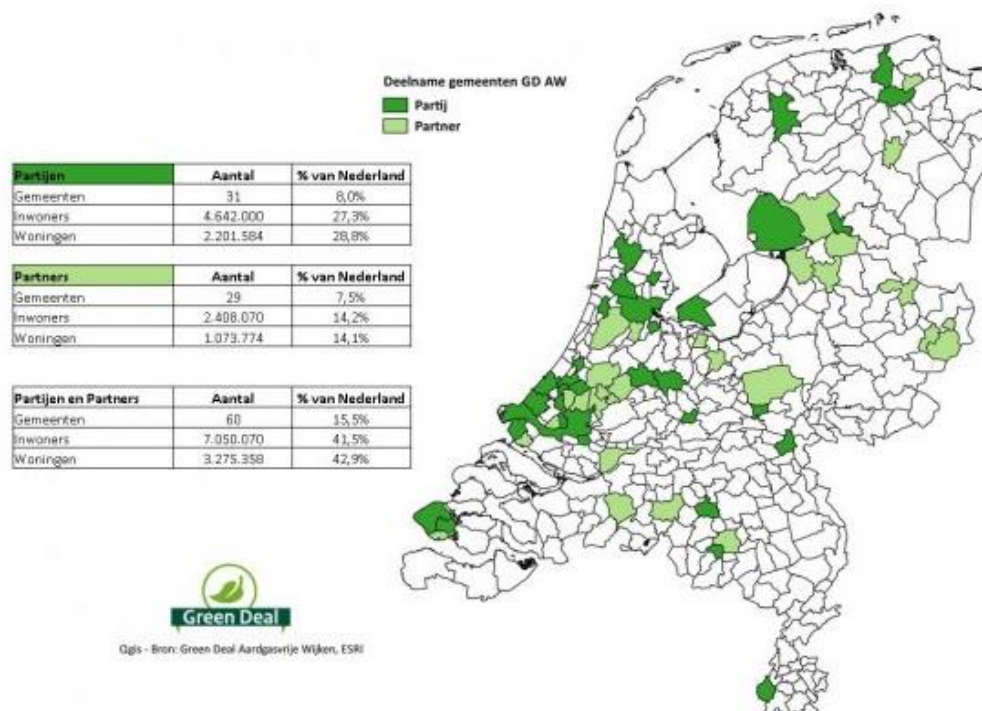 Deelname gemeenten GD AW
Partij
Partner
Partijen Aantal % van Nederland
Gemeenten 31 8,0%
Inwoners 4.642.000 27,3%
Woningen 2.201.584 28,8%
Partners Aantal % van Nederland
Gemeenten 29 7,5%
Inwoners 2.408.070 14,2%
Woningen 1.073.774 14,1%
Partijen en Partners Aantal % van Nederland
Gemeenten 60 15,5%
Inwoners 7.050.070 41,5%
Woningen 3.275.358 42,9%
Green Deal
Qgis - Bron: Green Deal Aardgasvrije Wijken, ESRI